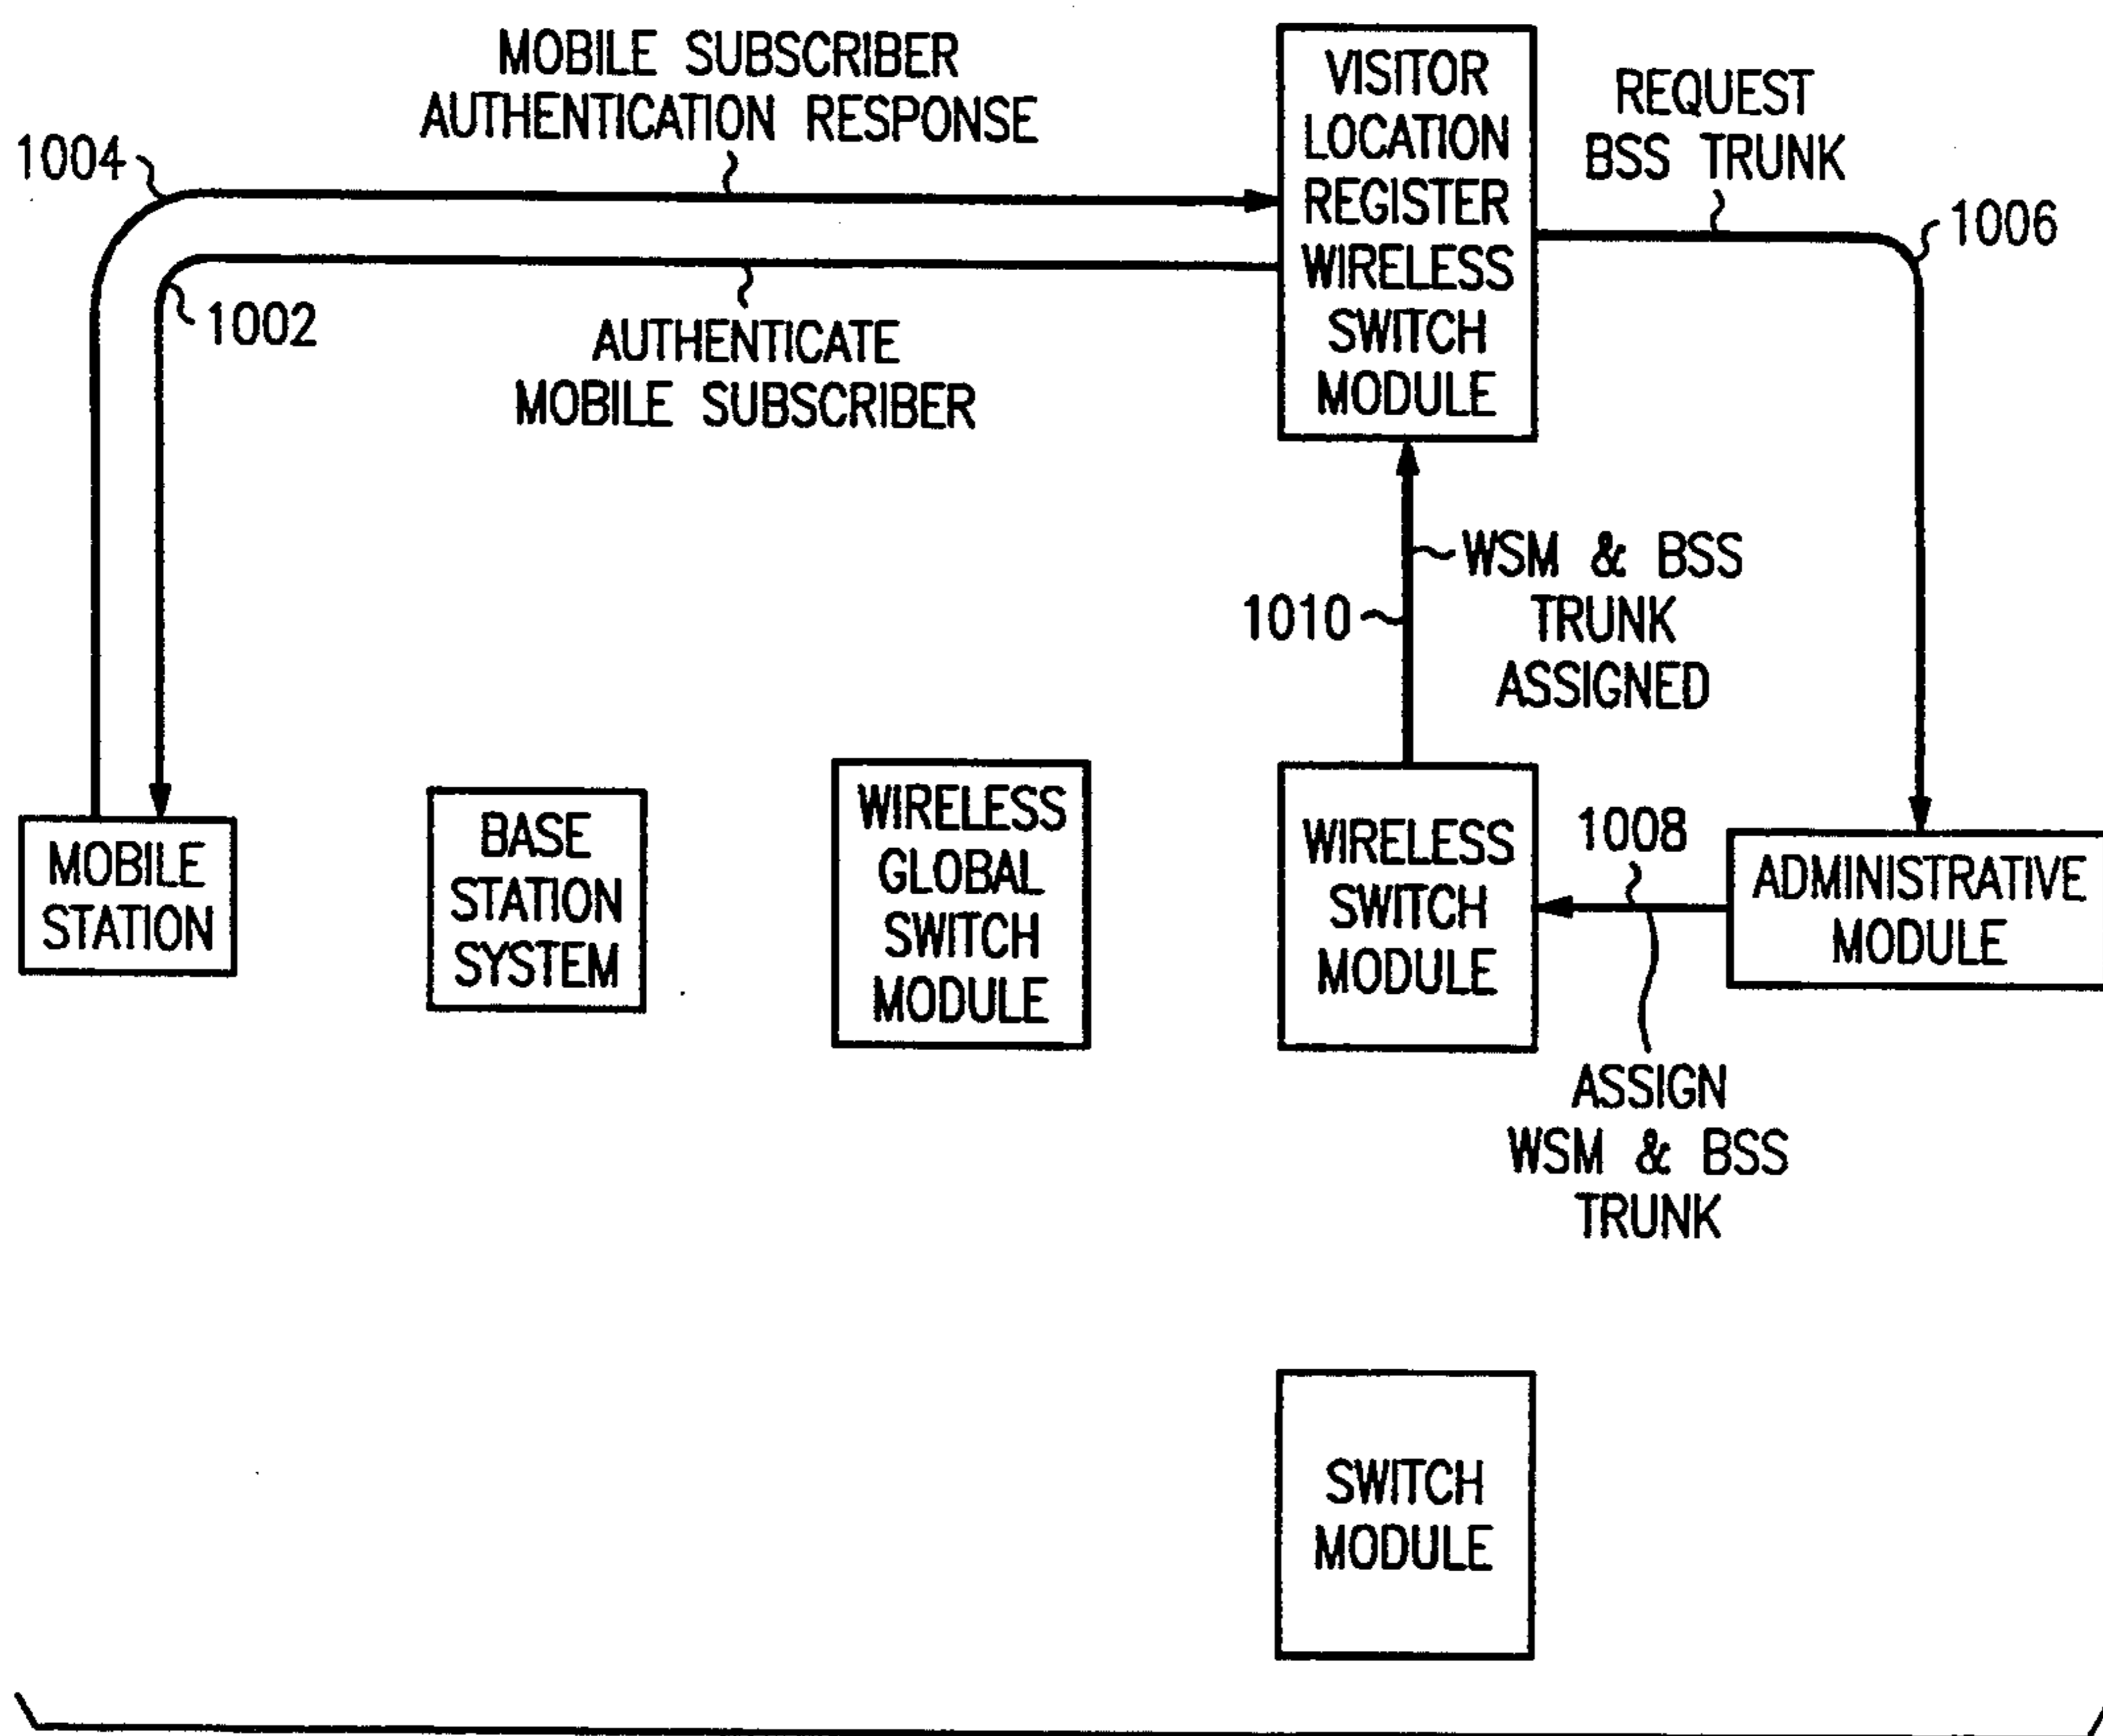 MOBILE SUBSCRIBER
AUTHENTICATION RESPONSE
1004
1002
AUTHENTICATE
MOBILE SUBSCRIBER
VISITOR
LOCATION
REGISTER
WIRELESS
SWITCH
MODULE
REQUEST
BSS TRUNK
1006
WSM & BSS
TRUNK
ASSIGNED
1010
MOBILE
STATION
BASE
STATION
SYSTEM
WIRELESS
GLOBAL
SWITCH
MODULE
WIRELESS
SWITCH
MODULE
1008
ADMINISTRATIVE
MODULE
ASSIGN
WSM & BSS
TRUNK
SWITCH
MODULE